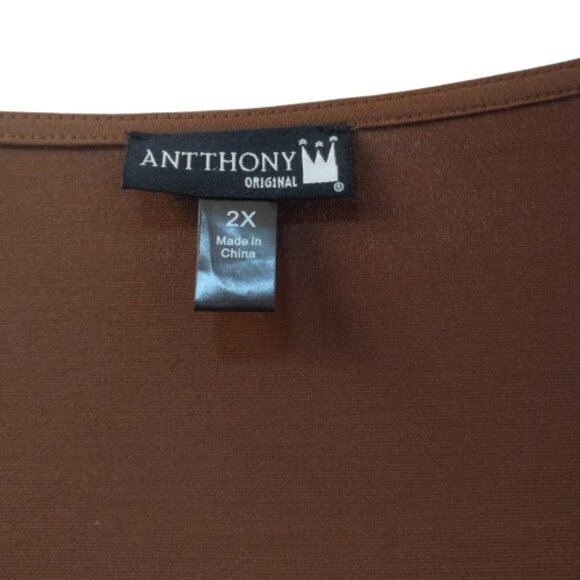 ANTTHONY
ORIGINAL ®
2X
Made in
China